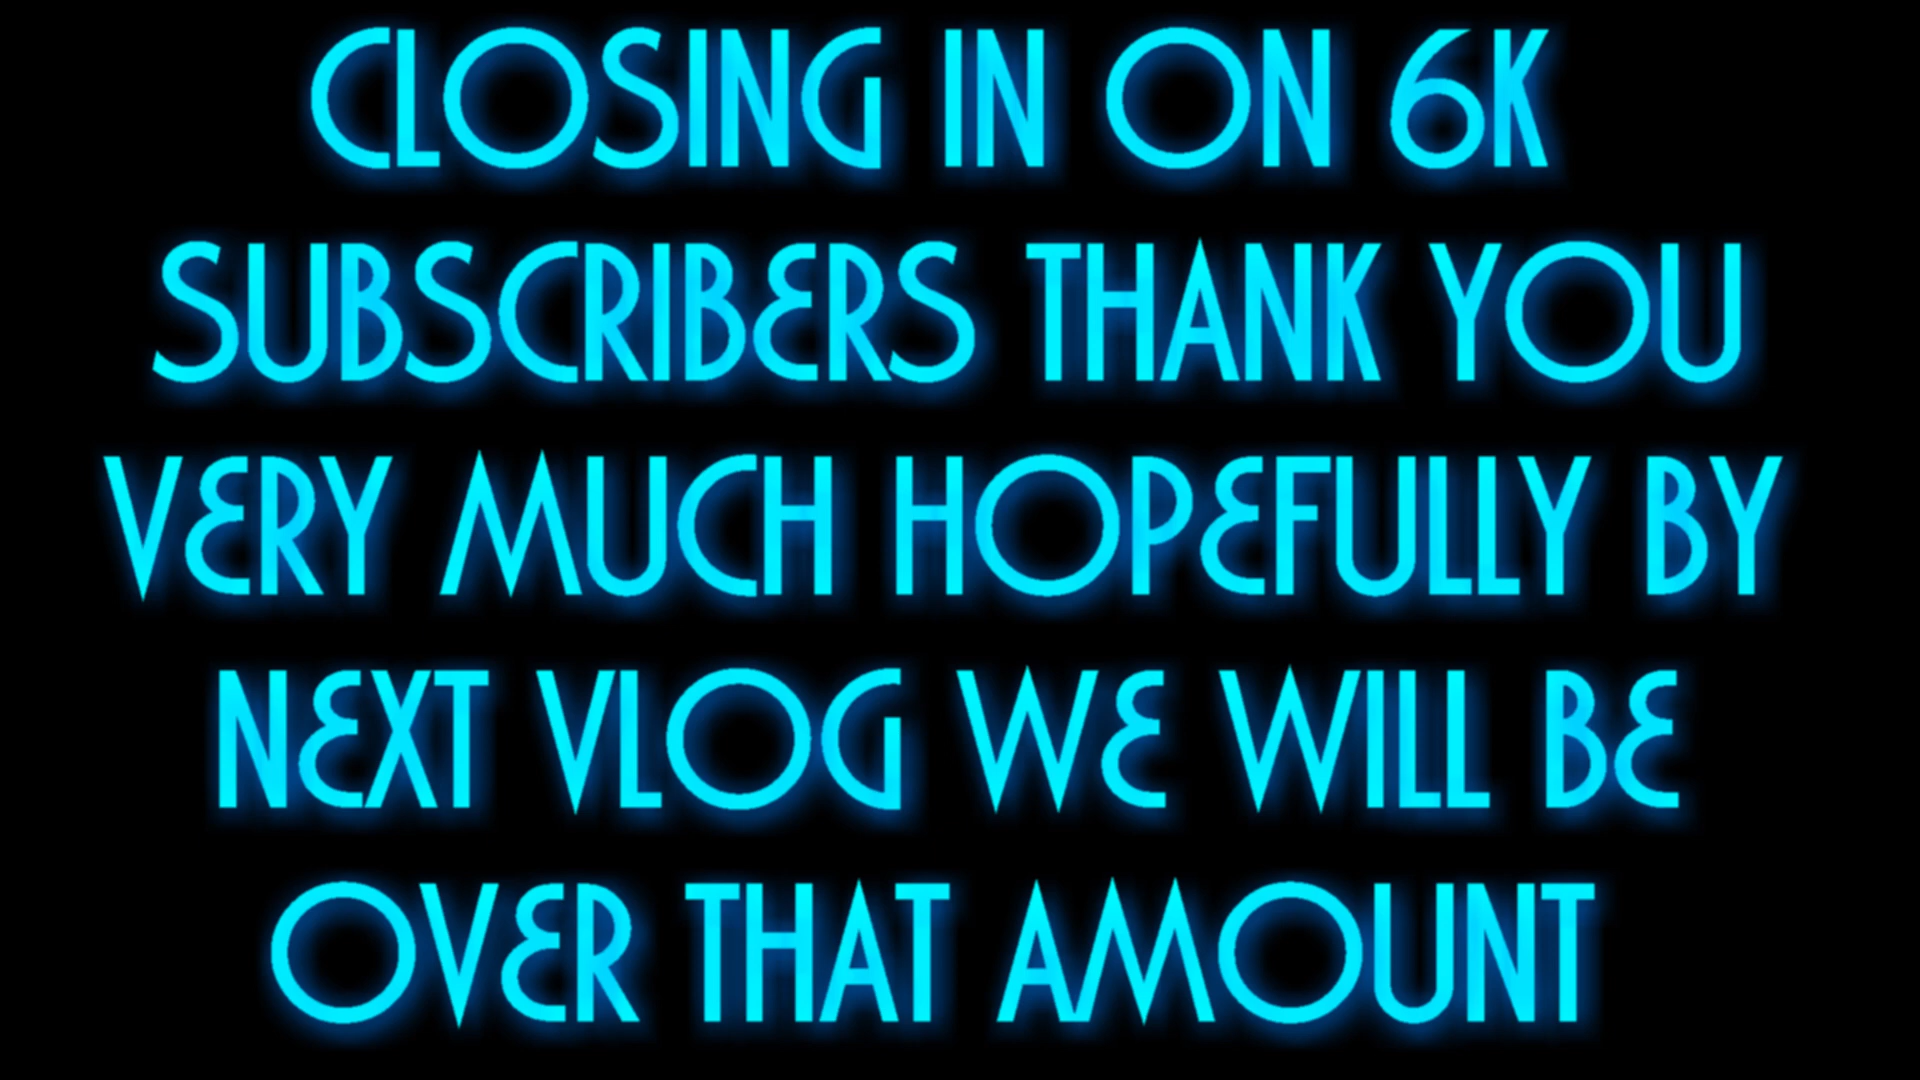 CLOSING IN ON 6K
SUBSCRIBERS THANK YOU
VERY MUCH HOPEFULLY BY
NEXT VLOG WE WILL BE
OVER THAT AMOUNT